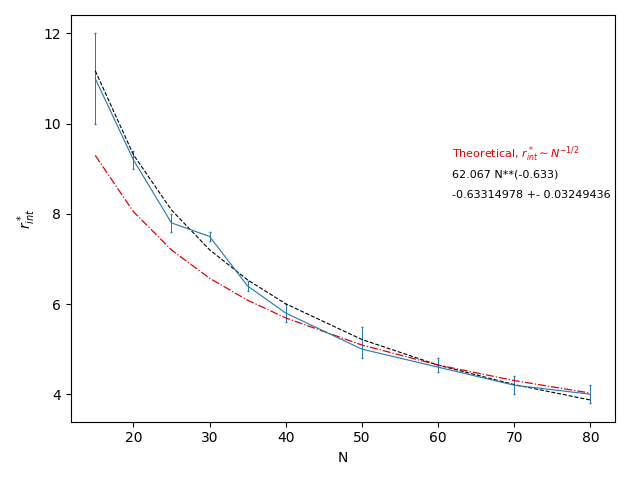 12
10
8
6
4
r*int
Theoretical, r*int ~ N−1/2
62.067 N**(-0.633)
-0.63314978 +- 0.03249436
20 30 40 50 60 70 80
N